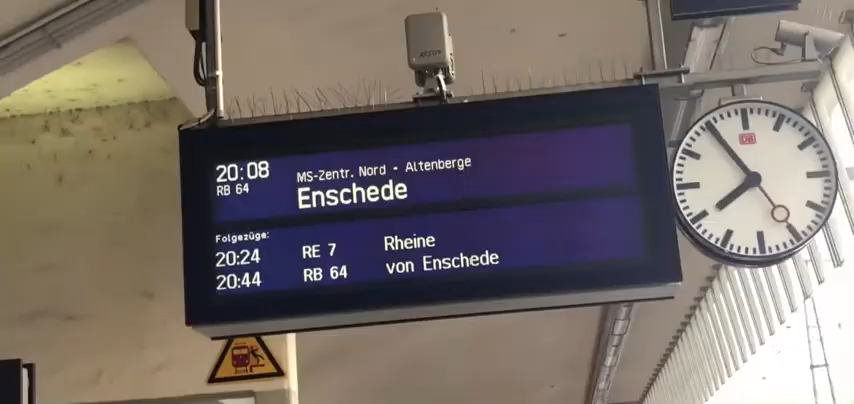 20:08
RB 64
MS-Zentr. Nord - Altenberge
Enschede
Folgezüge:
20:24 RE 7 Rheine
20:44 RB 64 von Enschede
DB